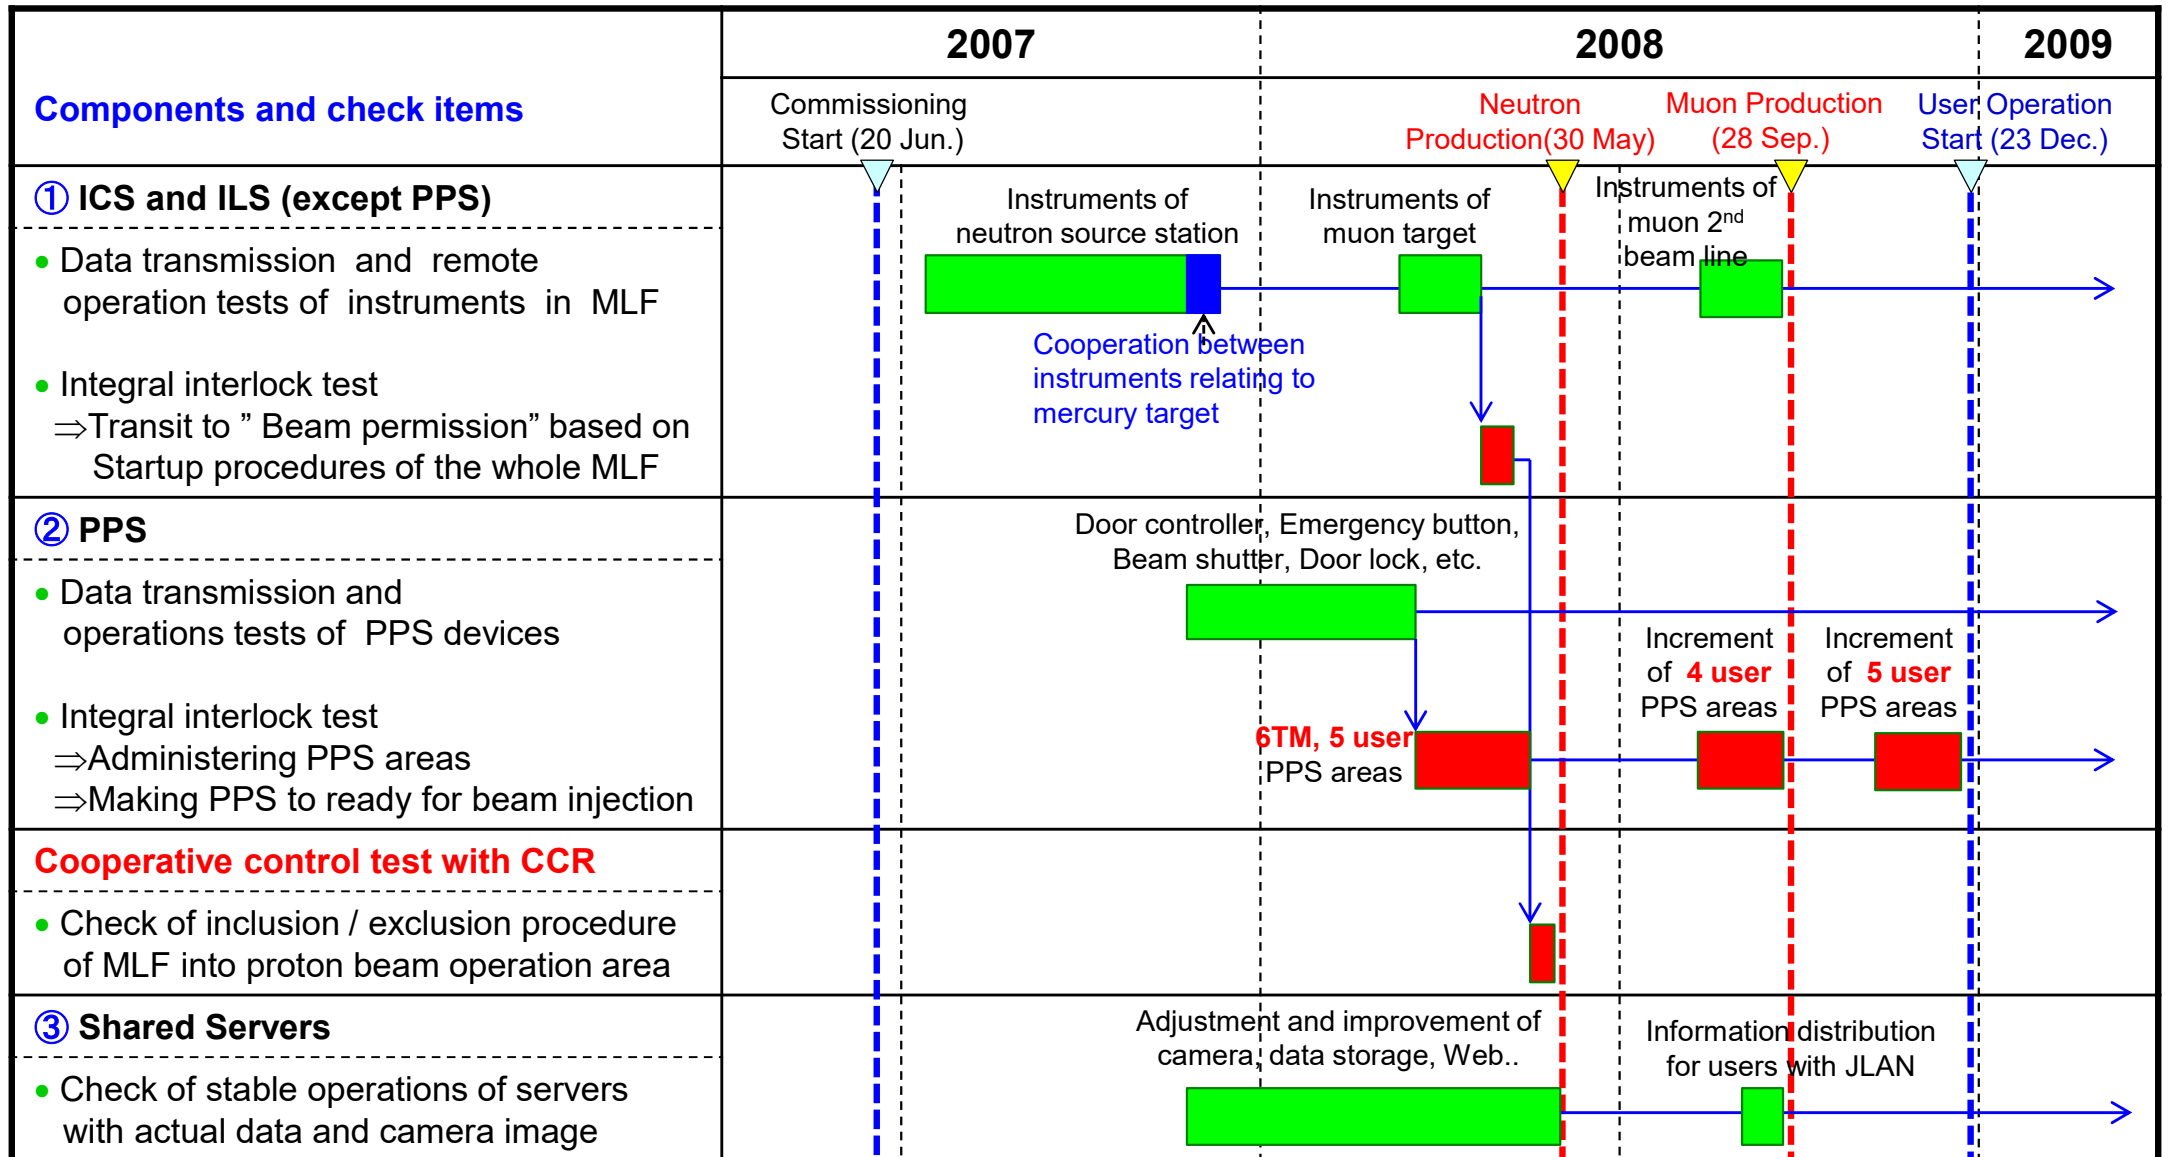 2007
2008
2009
Components and check items
Commissioning
Start (20 Jun.)
Neutron
Production(30 May)
Muon Production
(28 Sep.)
User Operation
Start (23 Dec.)
① ICS and ILS (except PPS)
• Data transmission and remote
operation tests of instruments in MLF
• Integral interlock test
⇒Transit to ” Beam permission” based on
Startup procedures of the whole MLF
Instruments of
neutron source station
Instruments of
muon target
Instruments of
muon 2nd
beam line
Cooperation between
instruments relating to
mercury target
② PPS
• Data transmission and
operations tests of PPS devices
• Integral interlock test
⇒Administering PPS areas
⇒Making PPS to ready for beam injection
Door controller, Emergency button,
Beam shutter, Door lock, etc.
6TM, 5 user
PPS areas
Increment
of 4 user
PPS areas
Increment
of 5 user
PPS areas
Cooperative control test with CCR
• Check of inclusion / exclusion procedure
of MLF into proton beam operation area
③ Shared Servers
• Check of stable operations of servers
with actual data and camera image
Adjustment and improvement of
camera, data storage, Web..
Information distribution
for users with JLAN